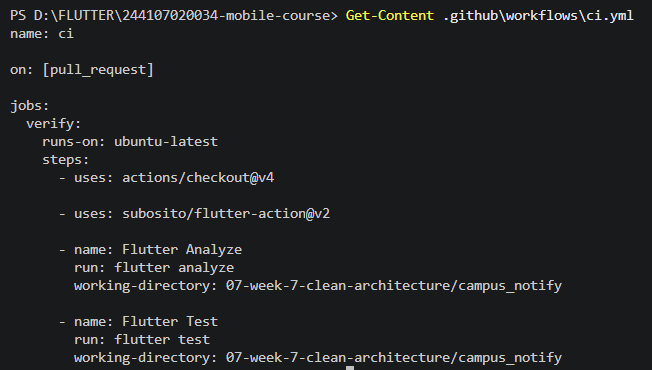 PS D:\FLUTTER\244107020034-mobile-course> Get-Content .github\workflows\ci.yml
name: ci

on: [pull_request]

jobs:
  verify:
    runs-on: ubuntu-latest
    steps:
      - uses: actions/checkout@v4

      - uses: subosito/flutter-action@v2

      - name: Flutter Analyze
        run: flutter analyze
        working-directory: 07-week-7-clean-architecture/campus_notify

      - name: Flutter Test
        run: flutter test
        working-directory: 07-week-7-clean-architecture/campus_notify